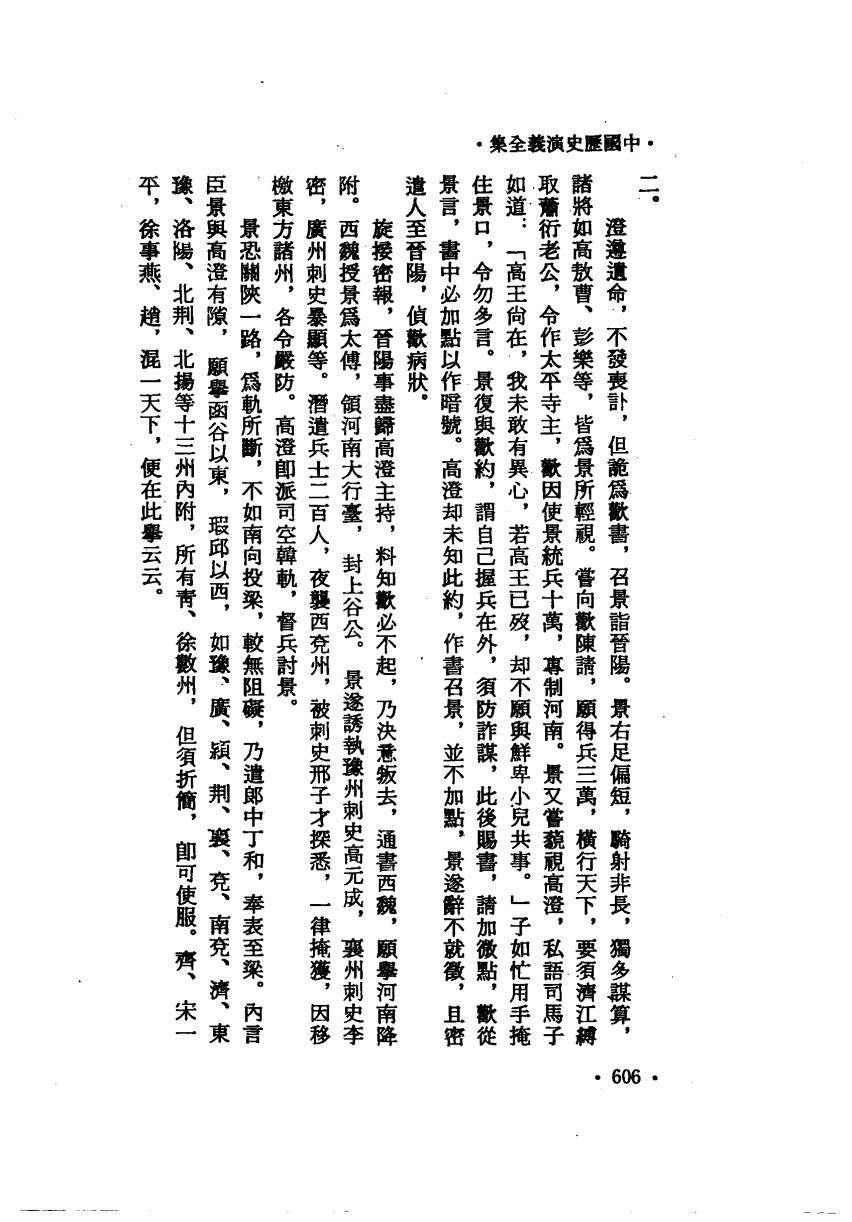 ·中國歷史演義全集·
二。
澄遵遺命，不發喪訃，但詭爲歡書，召景詣晉陽。景右足偏短，騎射非長，獨多謀算，
諸將如高敖曹、彭樂等，皆爲景所輕視。嘗向歡陳請，願得兵三萬，橫行天下，要須濟江縛
取蕭衍老公，令作太平寺主，歡因使景統兵十萬，專制河南。景又嘗藐視高澄，私語司馬子
如道：「高王尚在，我未敢有異心，若高王已歿，却不願與鮮卑小兒共事。」子如忙用手掩
住景口，令勿多言。景復與歡約，謂自己握兵在外，須防詐謀，此後賜書，請加微點，歡從
景言，書中必加點以作暗號。高澄却未知此約，作書召景，並不加點，景遂辭不就徵，且密
遣人至晉陽，偵歡病狀。
旋接密報，晉陽事盡歸高澄主持，料知歡必不起，乃決意叛去，通書西魏，願舉河南降
附。西魏授景爲太傅，領河南大行臺，封上谷公。景遂誘執豫州刺史高元成，襄州刺史李
密，廣州刺史暴顯等。潛遣兵士二百人，夜襲西兗州，被刺史邢子才探悉，一律掩獲，因移
檄東方諸州，各令嚴防。高澄卽派司空韓軌，督兵討景。
景恐關陝一路，爲軌所斷，不如南向投梁，較無阻礙，乃遣郎中丁和，奉表至梁。內言
臣景與高澄有隙，願舉函谷以東，瑕邱以西，如豫、廣、潁、荆、襄、兗、南兗、濟、東
豫、洛陽、北荆、北揚等十三州內附，所有靑、徐數州，但須折簡，卽可使服。齊、宋一
平，徐事燕、趙，混一天下，便在此舉云云。
·606·